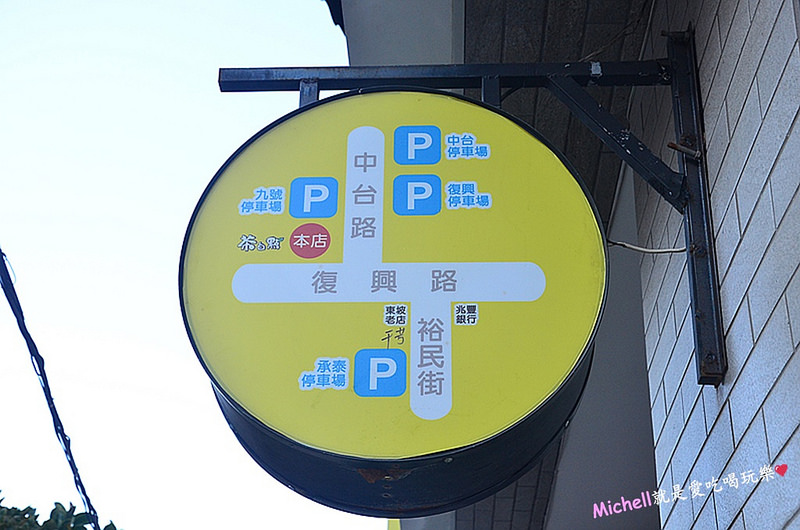 中台路
P
中台
停車場
P
復興
停車場
九號
停車場
P
茶自點
本店
復興路
東坡
老店
兆豐
銀行
裕民街
承泰
停車場
P
Michell就是愛吃喝玩樂